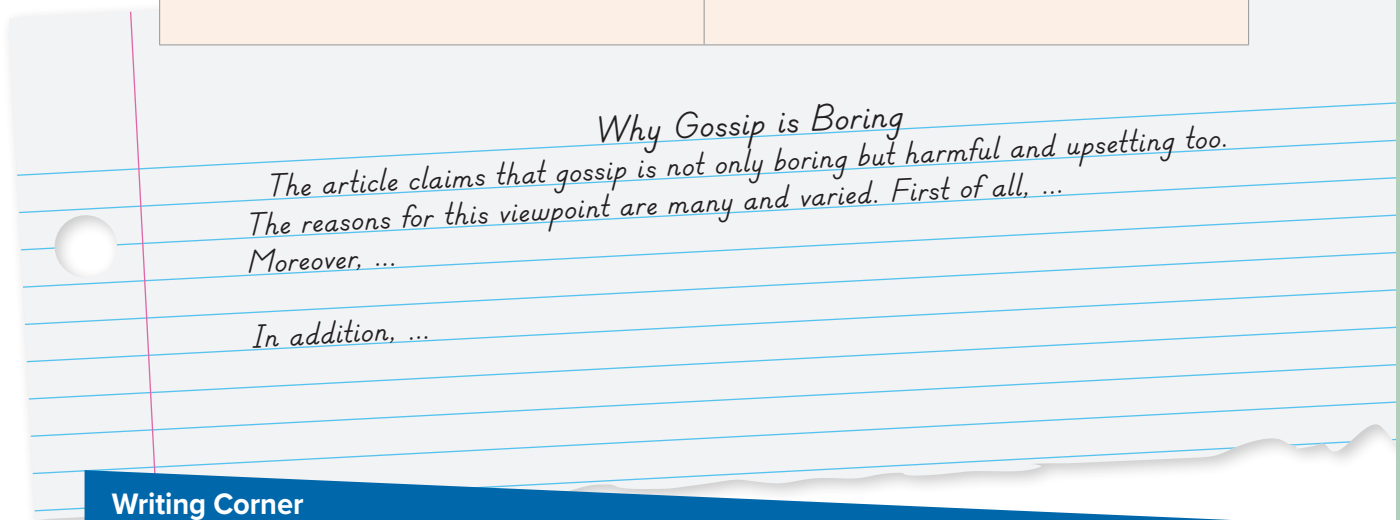 Why Gossip is Boring
The article claims that gossip is not only boring but harmful and upsetting too.
The reasons for this viewpoint are many and varied. First of all, ...
Moreover, ...
In addition, ...
Writing Corner